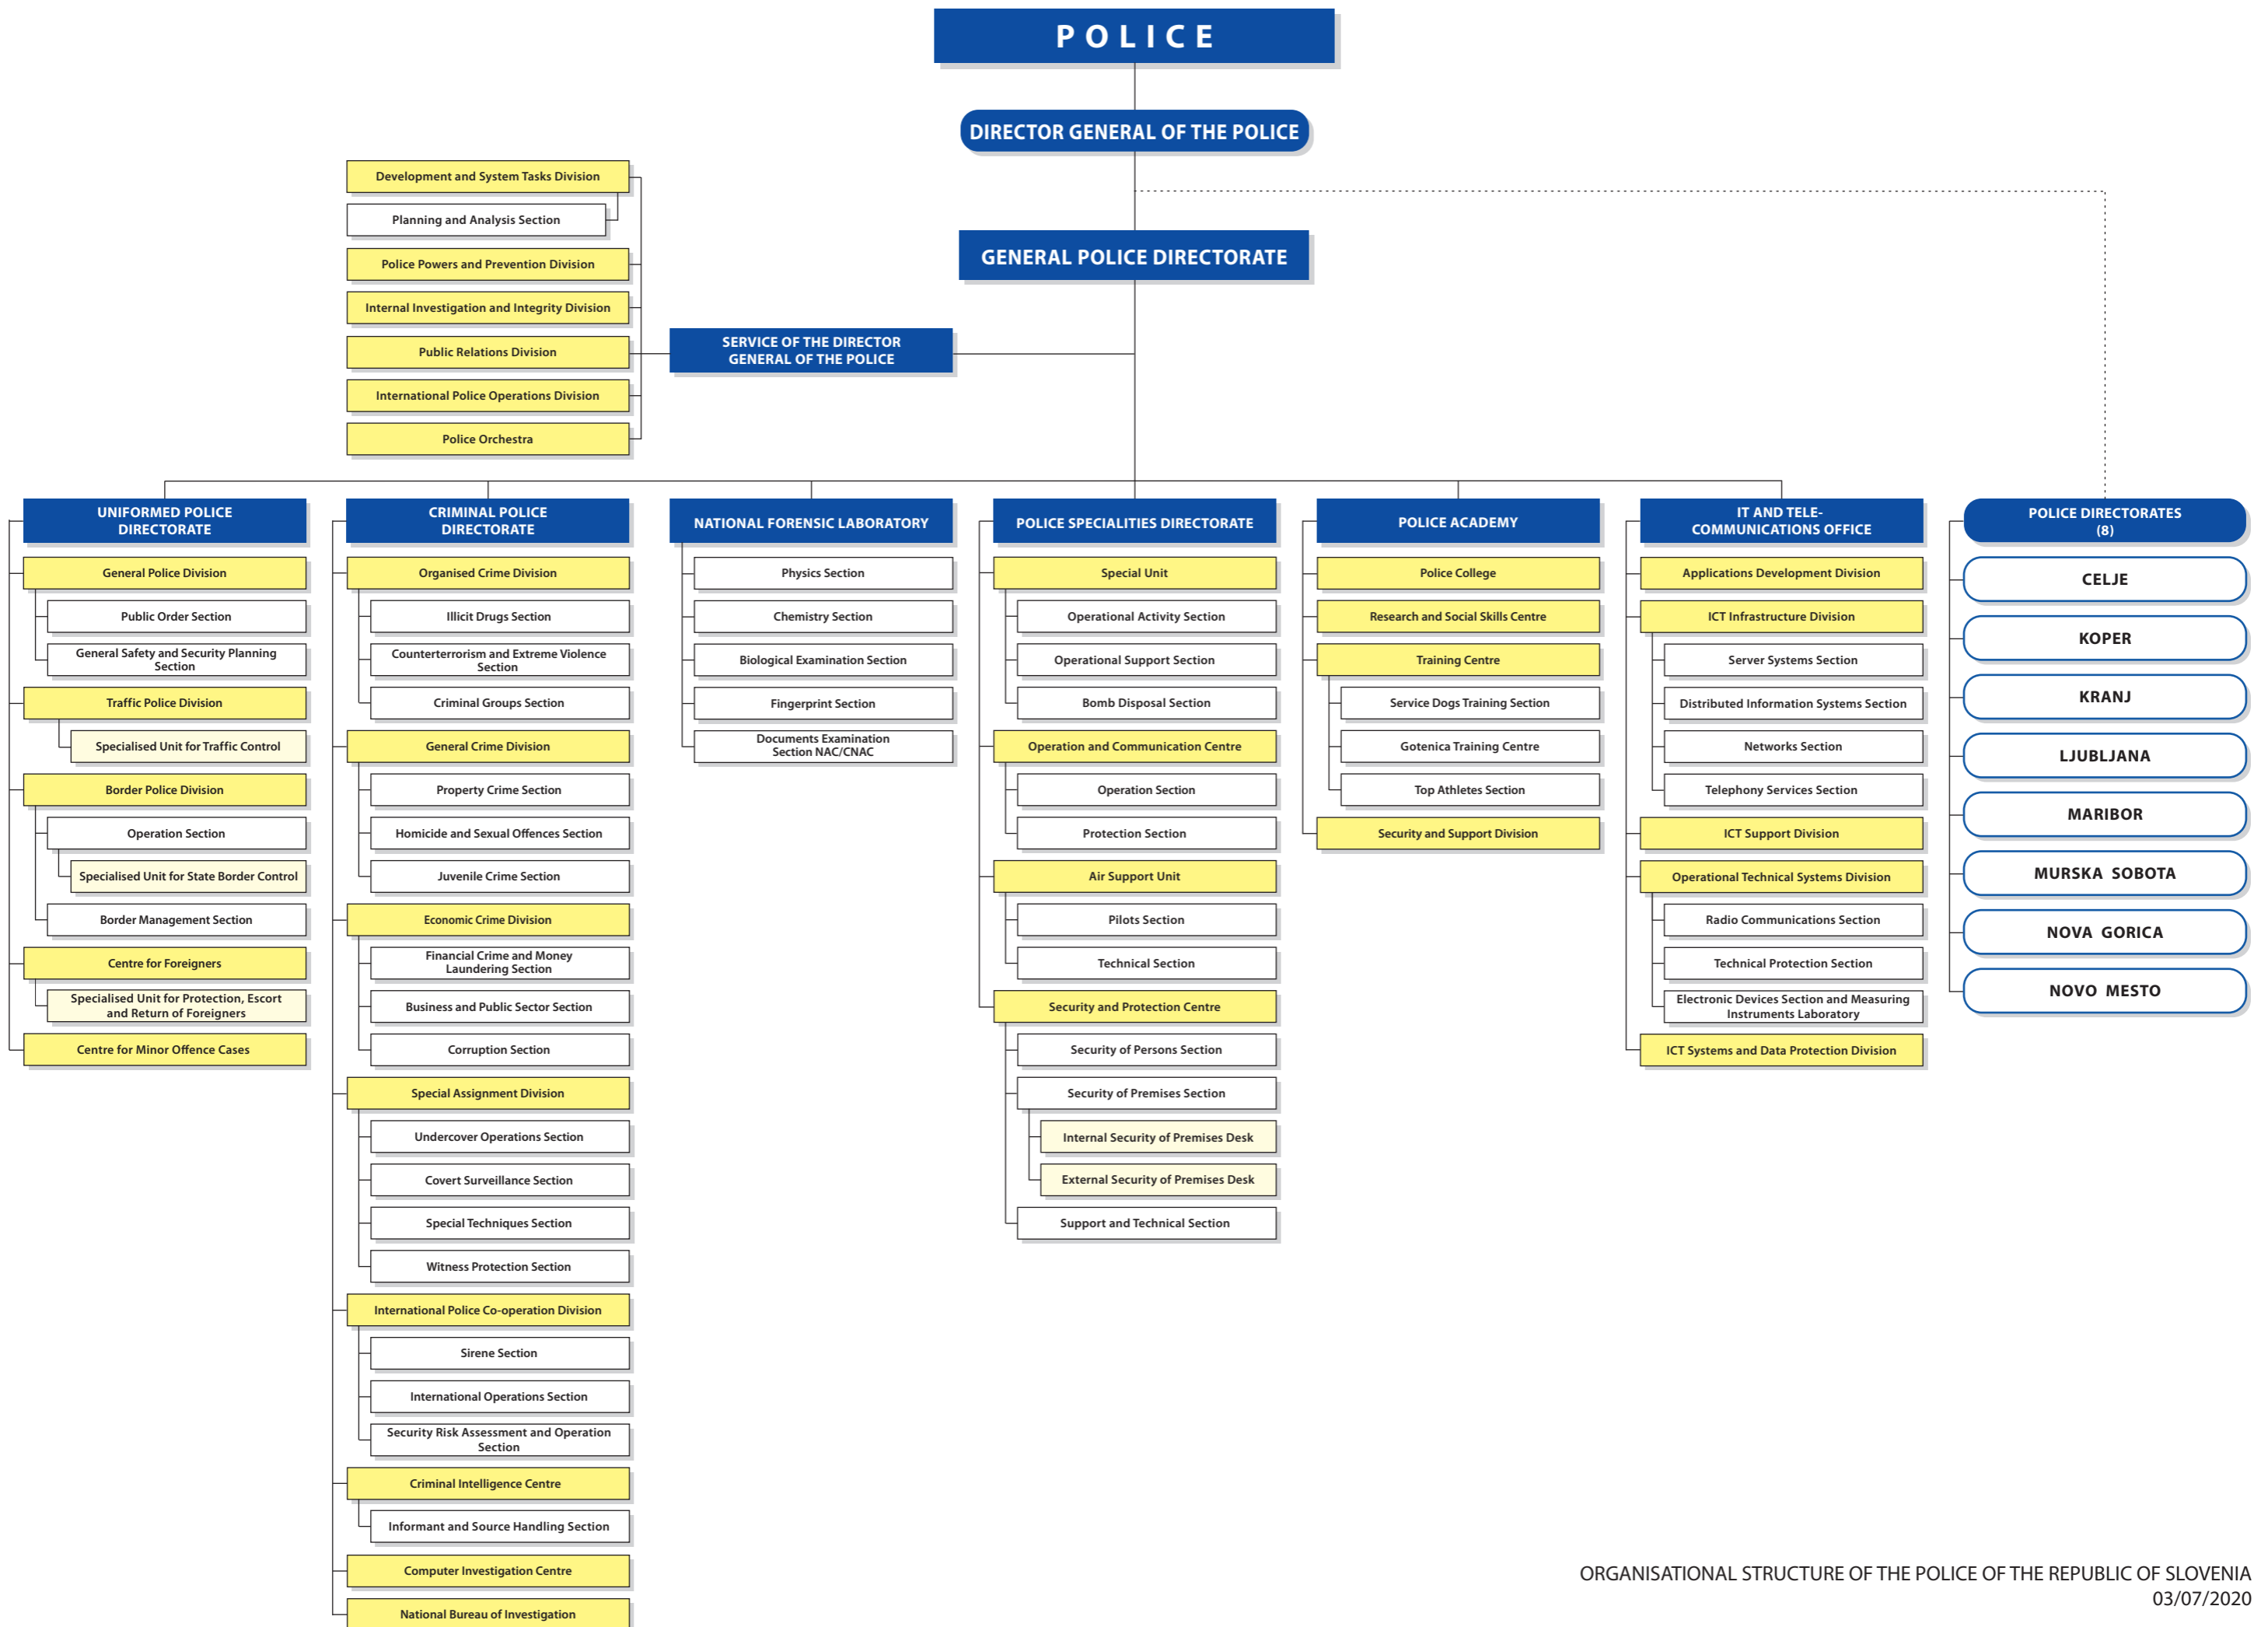 POLICE
DIRECTOR GENERAL OF THE POLICE
GENERAL POLICE DIRECTORATE
SERVICE OF THE DIRECTOR
GENERAL OF THE POLICE
Development and System Tasks Division
Planning and Analysis Section
Police Powers and Prevention Division
Internal Investigation and Integrity Division
Public Relations Division
International Police Operations Division
Police Orchestra
UNIFORMED POLICE
DIRECTORATE
General Police Division
Public Order Section
General Safety and Security Planning
Section
Traffic Police Division
Specialised Unit for Traffic Control
Border Police Division
Operation Section
Specialised Unit for State Border Control
Border Management Section
Centre for Foreigners
Specialised Unit for Protection, Escort
and Return of Foreigners
Centre for Minor Offence Cases
CRIMINAL POLICE
DIRECTORATE
Organised Crime Division
Illicit Drugs Section
Counterterrorism and Extreme Violence
Section
Criminal Groups Section
General Crime Division
Property Crime Section
Homicide and Sexual Offences Section
Juvenile Crime Section
Economic Crime Division
Financial Crime and Money
Laundering Section
Business and Public Sector Section
Corruption Section
Special Assignment Division
Undercover Operations Section
Covert Surveillance Section
Special Techniques Section
Witness Protection Section
International Police Co-operation Division
Sirene Section
International Operations Section
Security Risk Assessment and Operation
Section
Criminal Intelligence Centre
Informant and Source Handling Section
Computer Investigation Centre
National Bureau of Investigation
NATIONAL FORENSIC LABORATORY
Physics Section
Chemistry Section
Biological Examination Section
Fingerprint Section
Documents Examination
Section NAC/CNAC
POLICE SPECIALITIES DIRECTORATE
Special Unit
Operational Activity Section
Operational Support Section
Bomb Disposal Section
Operation and Communication Centre
Operation Section
Protection Section
Air Support Unit
Pilots Section
Technical Section
Security and Protection Centre
Security of Persons Section
Security of Premises Section
Internal Security of Premises Desk
External Security of Premises Desk
Support and Technical Section
POLICE ACADEMY
Police College
Research and Social Skills Centre
Training Centre
Service Dogs Training Section
Gotenica Training Centre
Top Athletes Section
Security and Support Division
IT AND TELE-
COMMUNICATIONS OFFICE
Applications Development Division
ICT Infrastructure Division
Server Systems Section
Distributed Information Systems Section
Networks Section
Telephony Services Section
ICT Support Division
Operational Technical Systems Division
Radio Communications Section
Technical Protection Section
Electronic Devices Section and Measuring
Instruments Laboratory
ICT Systems and Data Protection Division
POLICE DIRECTORATES
(8)
CELJE
KOPER
KRANJ
LJUBLJANA
MARIBOR
MURSKA SOBOTA
NOVA GORICA
NOVO MESTO
ORGANISATIONAL STRUCTURE OF THE POLICE OF THE REPUBLIC OF SLOVENIA
03/07/2020